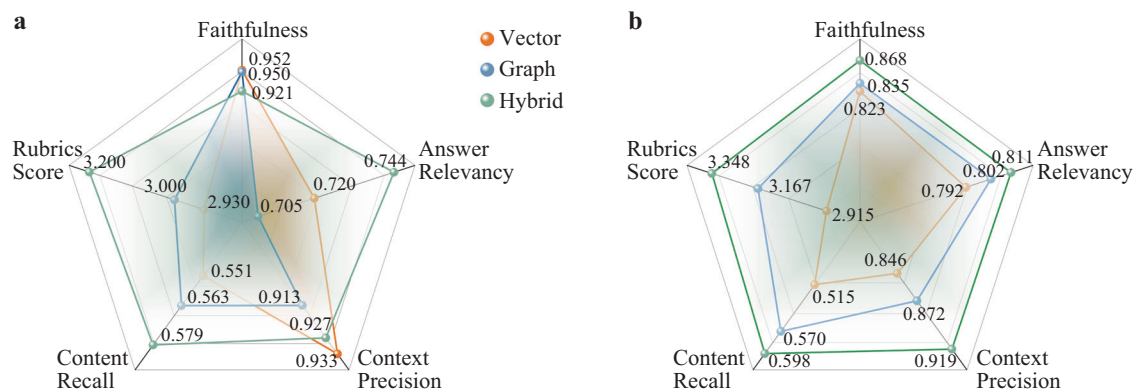 a
Faithfulness
0.952
0.950
0.921
Vector
Graph
Hybrid
Rubrics
Score
3.200
3.000
2.930
0.744
0.720
0.705
Answer
Relevancy
0.551
0.563
0.579
0.913
0.927
0.933
Content
Recall
Context
Precision
b
Faithfulness
0.868
0.835
0.823
Rubrics
Score
3.348
3.167
2.915
0.811
0.802
0.792
Answer
Relevancy
0.846
0.872
0.919
0.515
0.570
0.598
Content
Recall
Context
Precision